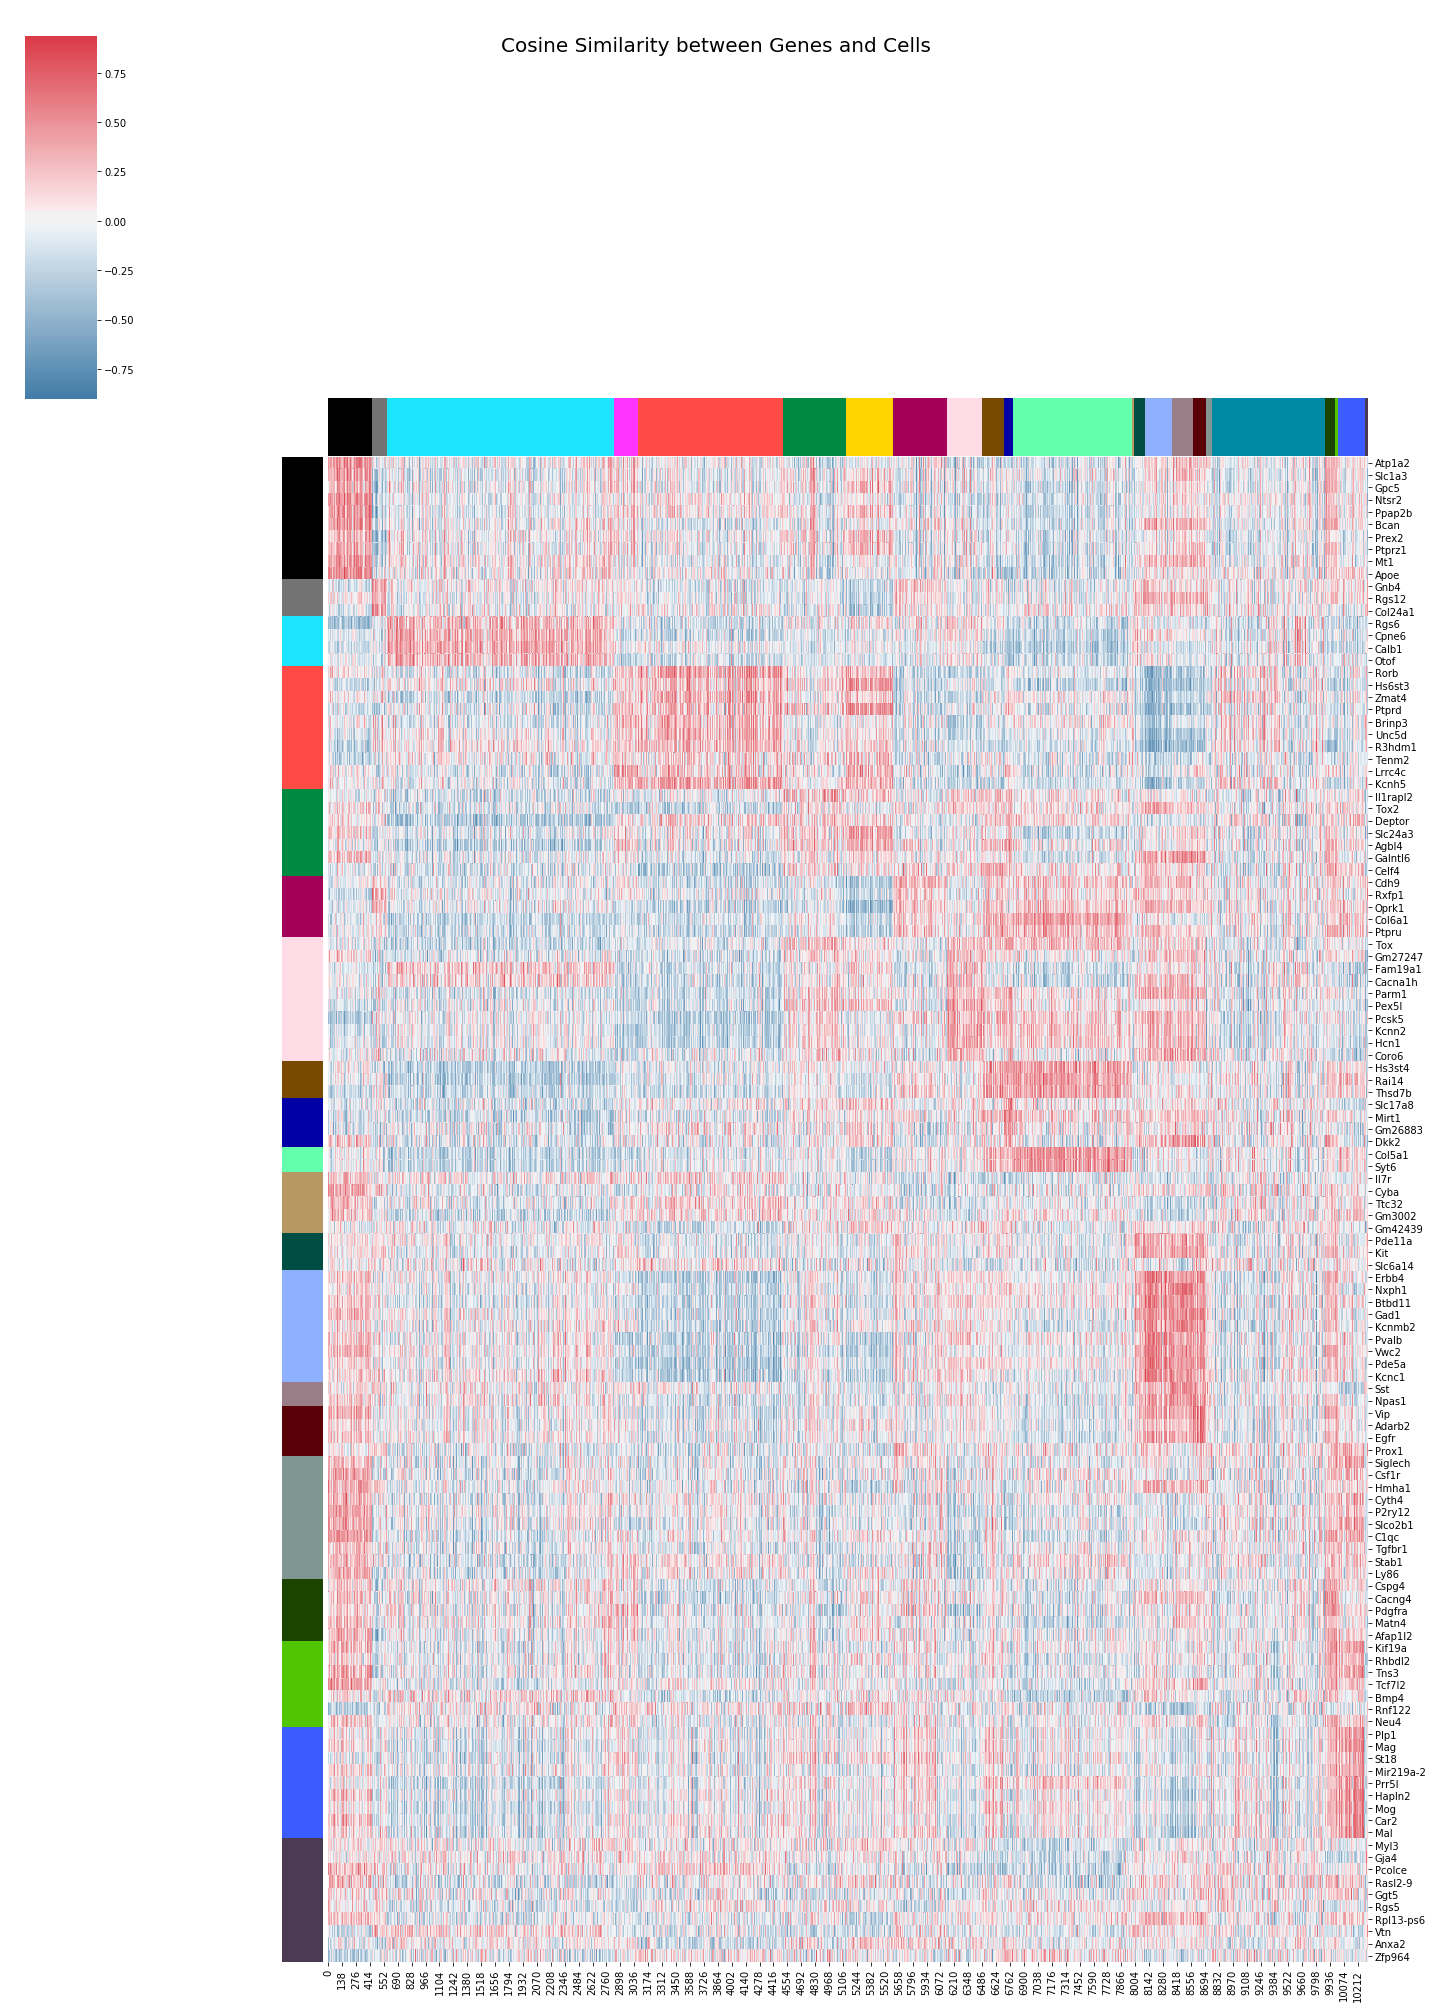 Cosine Similarity between Genes and Cells
0.75
0.50
0.25
0.00
−0.25
−0.50
−0.75
Atp1a2
Slc1a3
Gpc5
Ntsr2
Ppap2b
Bcan
Prex2
Ptprz1
Mt1
Apoe
Gnb4
Rgs12
Col24a1
Rgs6
Cpne6
Calb1
Otof
Rorb
Hs6st3
Zmat4
Ptprd
Brinp3
Unc5d
R3hdm1
Tenm2
Lrrc4c
Kcnh5
Il1rapl2
Tox2
Deptor
Slc24a3
Agbl4
Galntl6
Celf4
Cdh9
Rxfp1
Oprk1
Col6a1
Ptpru
Tox
Gm27247
Fam19a1
Cacna1h
Parm1
Pex5l
Pcsk5
Kcnn2
Hcn1
Coro6
Hs3st4
Rai14
Thsd7b
Slc17a8
Mirt1
Gm26883
Dkk2
Col5a1
Syt6
Il7r
Cyba
Ttc32
Gm3002
Gm42439
Pde11a
Kit
Slc6a14
Erbb4
Nxph1
Btbd11
Gad1
Kcnmb2
Pvalb
Vwc2
Pde5a
Kcnc1
Sst
Npas1
Vip
Adarb2
Egfr
Prox1
Siglech
Csf1r
Hmha1
Cyth4
P2ry12
Slco2b1
C1qc
Tgfbr1
Stab1
Ly86
Cspg4
Cacng4
Pdgfra
Matn4
Afap1l2
Kif19a
Rhbdl2
Tns3
Tcf7l2
Bmp4
Rnf122
Neu4
Plp1
Mag
St18
Mir219a-2
Prr5l
Hapln2
Mog
Car2
Mal
Myl3
Gja4
Pcolce
Rasl2-9
Ggt5
Rgs5
Rpl13-ps6
Vtn
Anxa2
Zfp964
0
138
276
414
552
690
828
966
1104
1242
1380
1518
1656
1794
1932
2070
2208
2346
2484
2622
2760
2898
3036
3174
3312
3450
3588
3726
3864
4002
4140
4278
4416
4554
4692
4830
4968
5106
5244
5382
5520
5658
5796
5934
6072
6210
6348
6486
6624
6762
6900
7038
7176
7314
7452
7590
7728
7866
8004
8142
8280
8418
8556
8694
8832
8970
9108
9246
9384
9522
9660
9798
9936
10074
10212